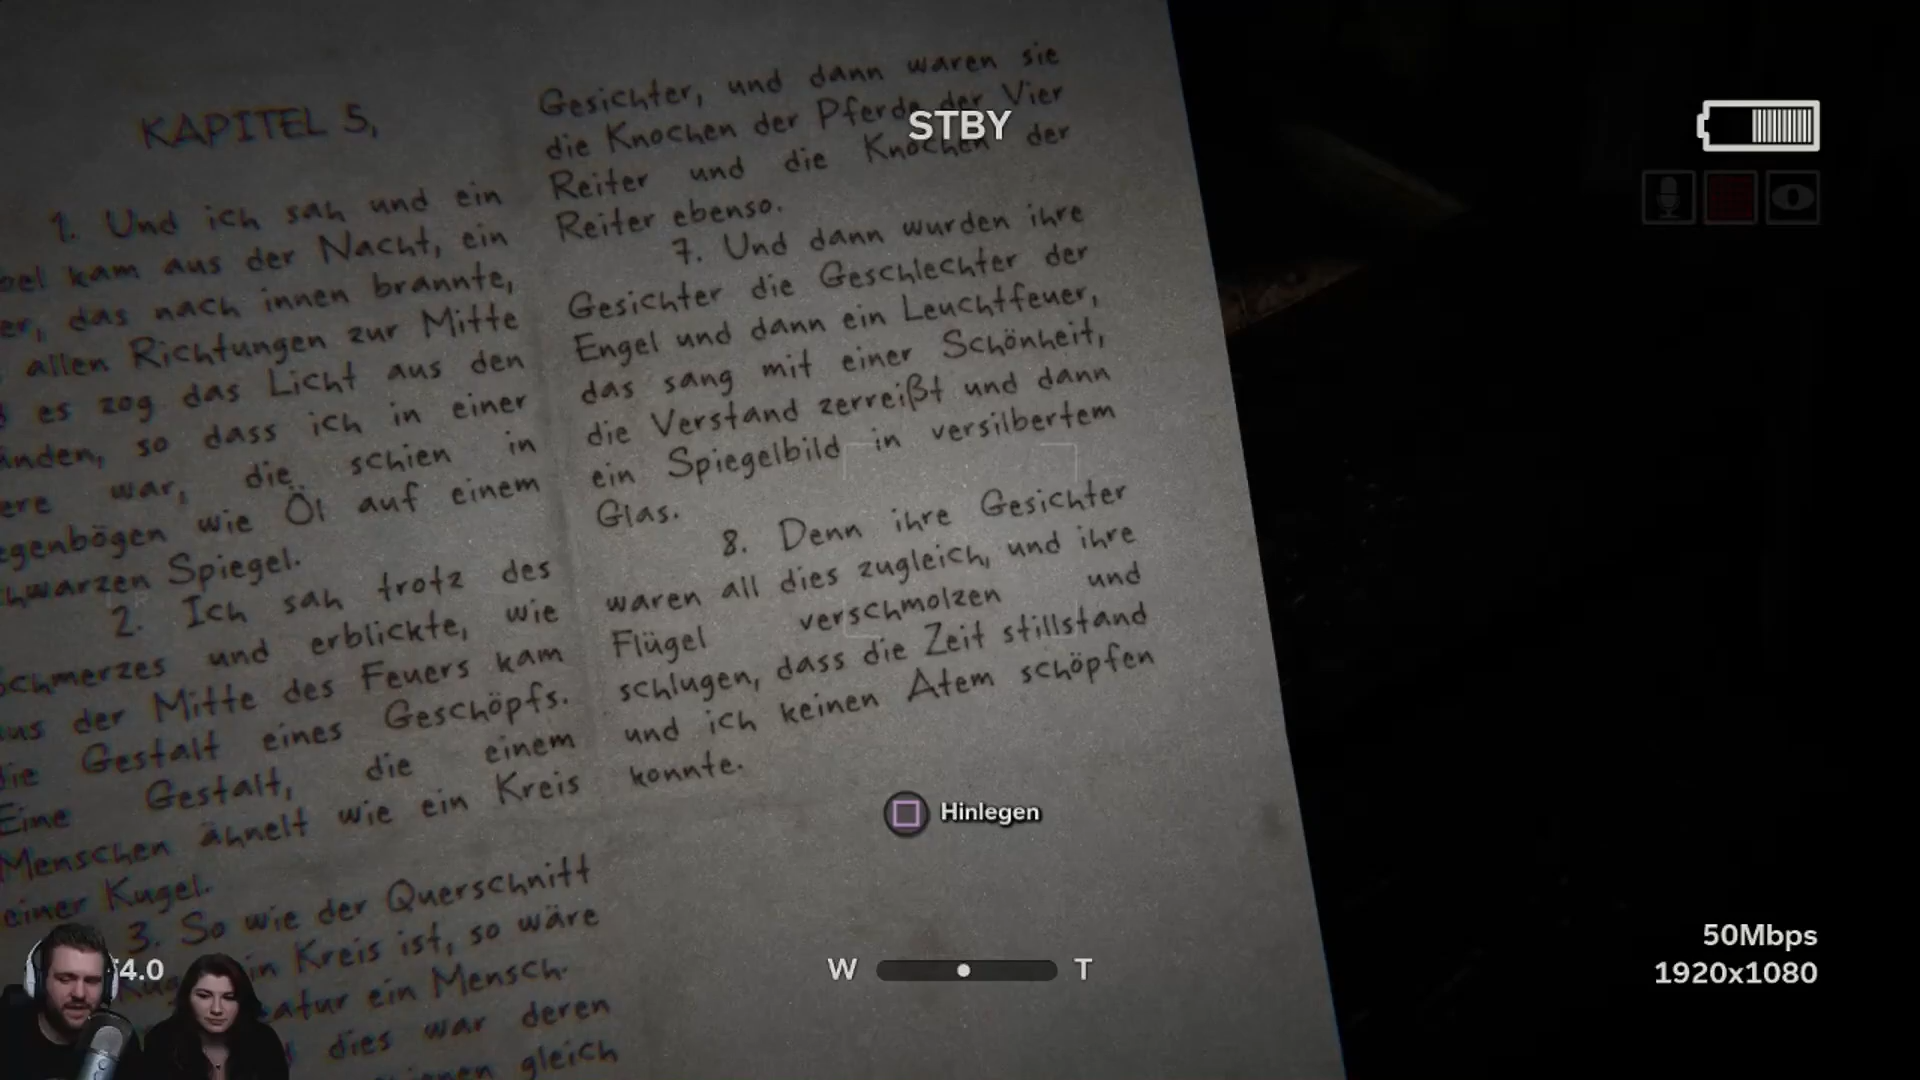 KAPITEL 5,
1. Und ich sah und ein
kam aus der Nacht, ein
das nach innen brannte,
allen Richtungen zur Mitte
es zog das Licht aus den
so dass ich in einer
war, die schien in
wie Öl auf einem
Spiegel.
2. Ich sah trotz des
und erblickte, wie
der Mitte des Feuers kam
Gestalt eines Geschöpfs.
Eine Gestalt, die einem
Menschen ähnelt wie ein Kreis
einer Kugel.
3. So wie der Querschnitt
Kreis ist, so wäre
ein Mensch
dies war deren
gleich
Gesichter, und dann waren sie
die Knochen der Pferde der Vier
Reiter und die Knochen der
Reiter ebenso.
7. Und dann wurden ihre
Gesichter die Geschlechter der
Engel und dann ein Leuchtfeuer,
das sang mit einer Schönheit,
die Verstand zerreißt und dann
ein Spiegelbild in versilbertem
Glas.
8. Denn ihre Gesichter
waren all dies zugleich, und ihre
Flügel verschmolzen und
schlugen, dass die Zeit stillstand
und ich keinen Atem schöpfen
konnte.
STBY
Hinlegen
4.0
W T
50Mbps
1920x1080